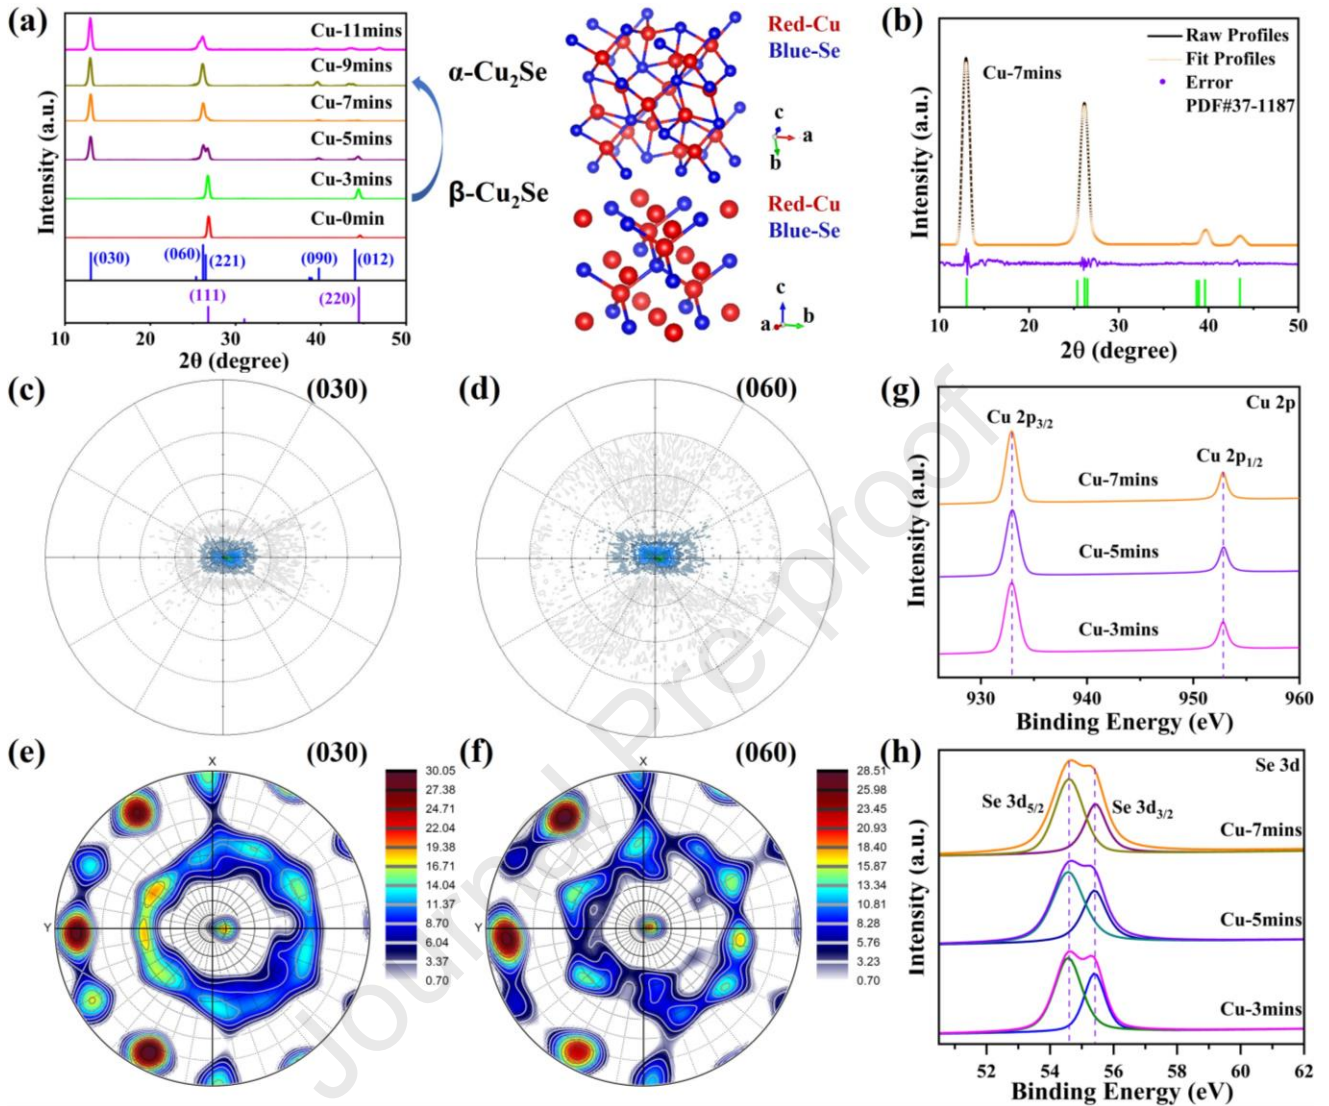 (a)
Cu-11mins
Cu-9mins
Cu-7mins
Cu-5mins
Cu-3mins
Cu-0min
(030)
(060)
(221)
(090)
(012)
(111)
(220)
10 20 30 40 50
2θ (degree)
Intensity (a.u.)
α-Cu₂Se
β-Cu₂Se
Red-Cu
Blue-Se
c
a
b
Red-Cu
Blue-Se
c
b
a
(b)
Cu-7mins
Raw Profiles
Fit Profiles
Error
PDF#37-1187
10 20 30 40 50
2θ (degree)
Intensity (a.u.)
(c) (030)
(d) (060)
(e) (030)
X
Y
30.05
27.38
24.71
22.04
19.38
16.71
14.04
11.37
8.70
6.04
3.37
0.70
(f) (060)
X
Y
28.51
25.98
23.45
20.93
18.40
15.87
13.34
10.81
8.28
5.76
3.23
0.70
(g)
Cu 2p
Cu 2p₃/₂
Cu 2p₁/₂
Cu-7mins
Cu-5mins
Cu-3mins
930 940 950 960
Binding Energy (eV)
Intensity (a.u.)
(h)
Se 3d
Se 3d₅/₂
Se 3d₃/₂
Cu-7mins
Cu-5mins
Cu-3mins
52 54 56 58 60 62
Binding Energy (eV)
Intensity (a.u.)
Journal Pre-proof